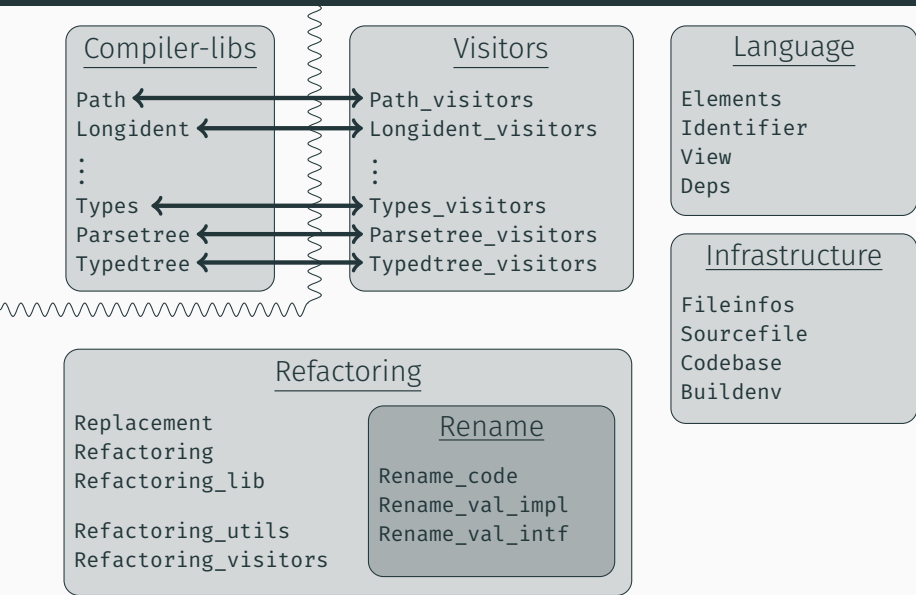 Compiler-libs
Path
Longident
⋮
Types
Parsetree
Typedtree
Visitors
Path_visitors
Longident_visitors
⋮
Types_visitors
Parsetree_visitors
Typedtree_visitors
Language
Elements
Identifier
View
Deps
Infrastructure
Fileinfos
Sourcefile
Codebase
Buildenv
Refactoring
Replacement
Refactoring
Refactoring_lib
Refactoring_utils
Refactoring_visitors
Rename
Rename_code
Rename_val_impl
Rename_val_intf